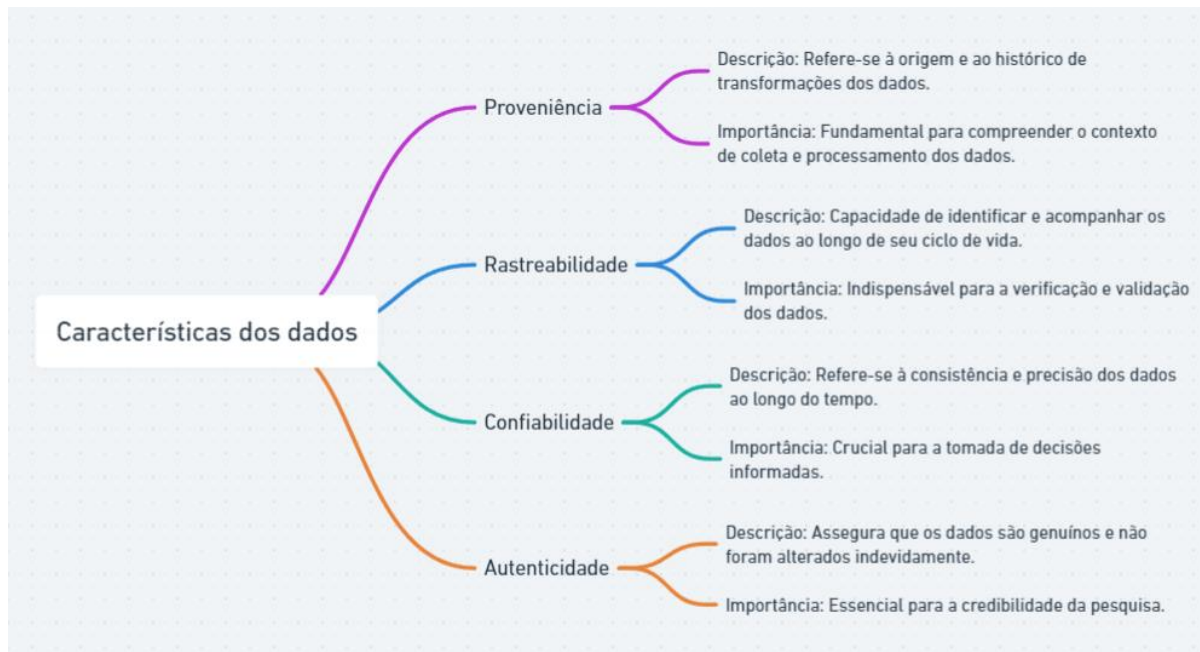 Características dos dados
Proveniência
Descrição: Refere-se à origem e ao histórico de
transformações dos dados.
Importância: Fundamental para compreender o contexto
de coleta e processamento dos dados.
Rastreabilidade
Descrição: Capacidade de identificar e acompanhar os
dados ao longo de seu ciclo de vida.
Importância: Indispensável para a verificação e validação
dos dados.
Confiabilidade
Descrição: Refere-se à consistência e precisão dos dados
ao longo do tempo.
Importância: Crucial para a tomada de decisões
informadas.
Autenticidade
Descrição: Assegura que os dados são genuínos e não
foram alterados indevidamente.
Importância: Essencial para a credibilidade da pesquisa.